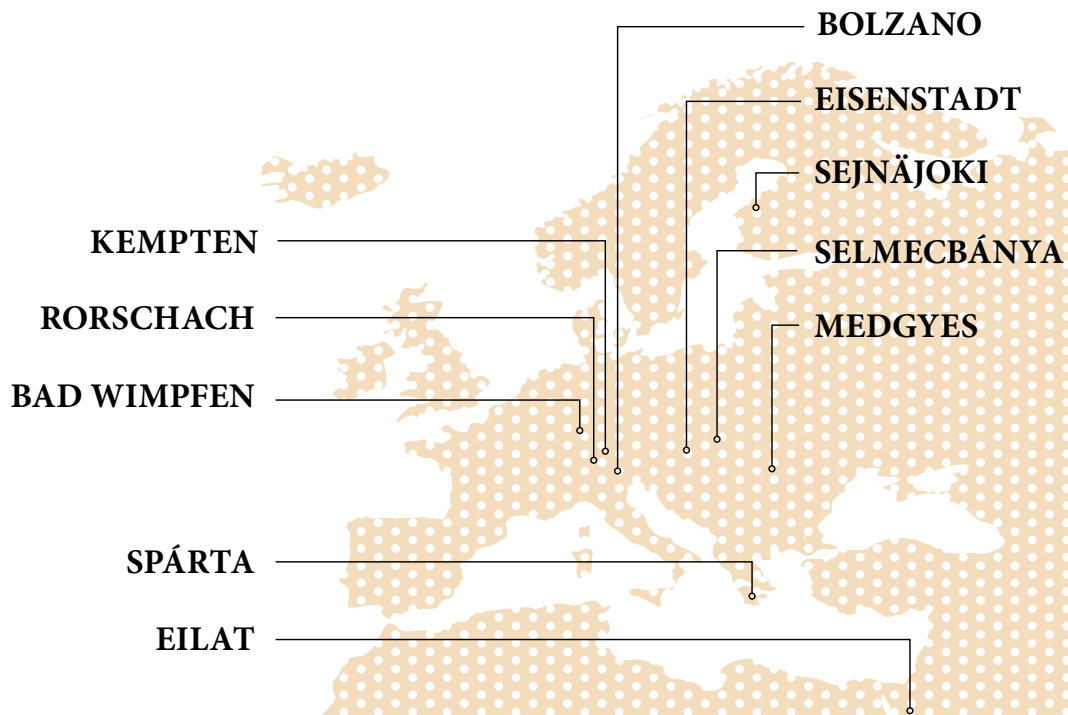 BOLZANO
EISENSTADT
SEJNÄJOKI
KEMPTEN
SELMECBÁNYA
RORSCHACH
MEDGYES
BAD WIMPFEN
SPÁRTA
EILAT